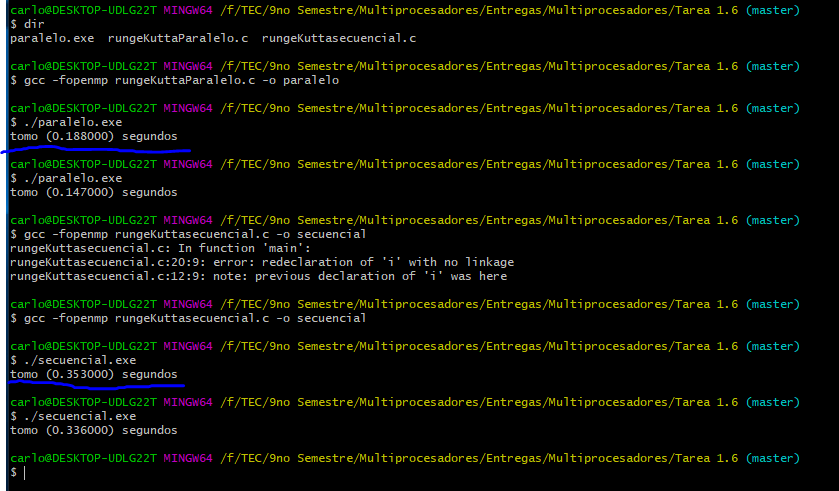 carlo@DESKTOP-UDLG22T MINGW64 /f/TEC/9no Semestre/Multiprocesadores/Entregas/Multiprocesadores/Tarea 1.6 (master)
$ dir
paralelo.exe  rungeKuttaParalelo.c  rungeKuttasecuencial.c
carlo@DESKTOP-UDLG22T MINGW64 /f/TEC/9no Semestre/Multiprocesadores/Entregas/Multiprocesadores/Tarea 1.6 (master)
$ gcc -fopenmp rungeKuttaParalelo.c -o paralelo
carlo@DESKTOP-UDLG22T MINGW64 /f/TEC/9no Semestre/Multiprocesadores/Entregas/Multiprocesadores/Tarea 1.6 (master)
$ ./paralelo.exe
tomo (0.188000) segundos
carlo@DESKTOP-UDLG22T MINGW64 /f/TEC/9no Semestre/Multiprocesadores/Entregas/Multiprocesadores/Tarea 1.6 (master)
$ ./paralelo.exe
tomo (0.147000) segundos
carlo@DESKTOP-UDLG22T MINGW64 /f/TEC/9no Semestre/Multiprocesadores/Entregas/Multiprocesadores/Tarea 1.6 (master)
$ gcc -fopenmp rungeKuttasecuencial.c -o secuencial
rungeKuttasecuencial.c: In function 'main':
rungeKuttasecuencial.c:20:9: error: redeclaration of 'i' with no linkage
rungeKuttasecuencial.c:12:9: note: previous declaration of 'i' was here
carlo@DESKTOP-UDLG22T MINGW64 /f/TEC/9no Semestre/Multiprocesadores/Entregas/Multiprocesadores/Tarea 1.6 (master)
$ gcc -fopenmp rungeKuttasecuencial.c -o secuencial
carlo@DESKTOP-UDLG22T MINGW64 /f/TEC/9no Semestre/Multiprocesadores/Entregas/Multiprocesadores/Tarea 1.6 (master)
$ ./secuencial.exe
tomo (0.353000) segundos
carlo@DESKTOP-UDLG22T MINGW64 /f/TEC/9no Semestre/Multiprocesadores/Entregas/Multiprocesadores/Tarea 1.6 (master)
$ ./secuencial.exe
tomo (0.336000) segundos
carlo@DESKTOP-UDLG22T MINGW64 /f/TEC/9no Semestre/Multiprocesadores/Entregas/Multiprocesadores/Tarea 1.6 (master)
$